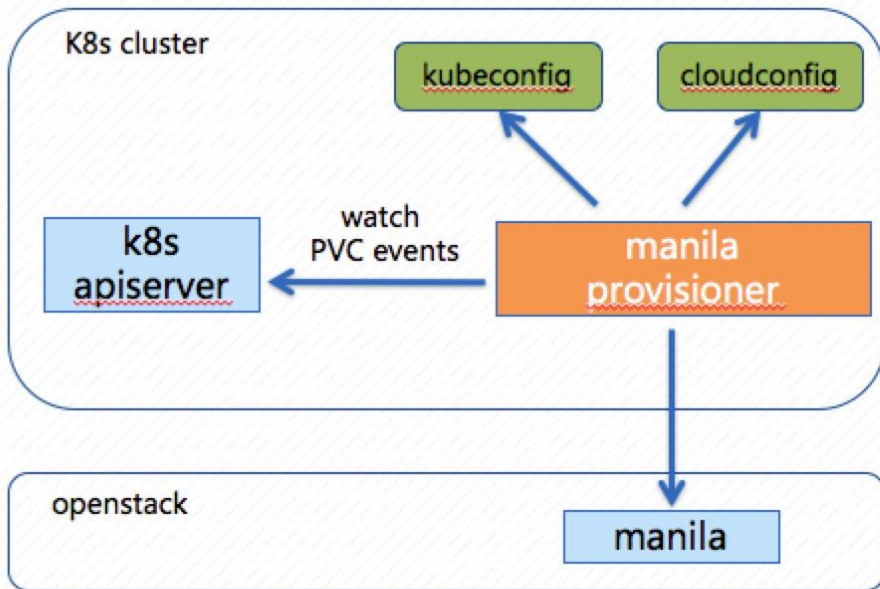 K8s cluster
kubeconfig
cloudconfig
watch
PVC events
k8s
apiserver
manila
provisioner
openstack
manila